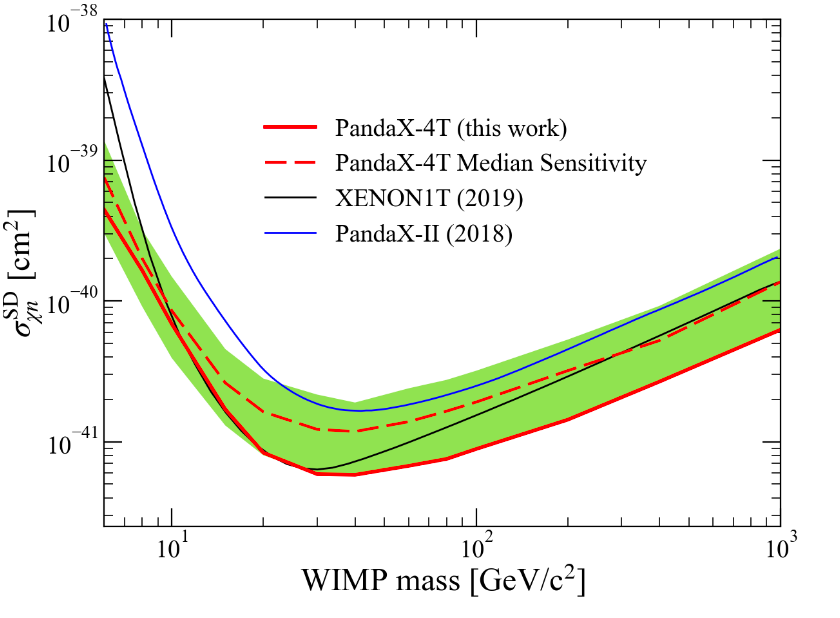 10⁻³⁸
10⁻³⁹
10⁻⁴⁰
10⁻⁴¹
σ_χn^SD [cm²]
PandaX-4T (this work)
PandaX-4T Median Sensitivity
XENON1T (2019)
PandaX-II (2018)
10¹ 10² 10³
WIMP mass [GeV/c²]